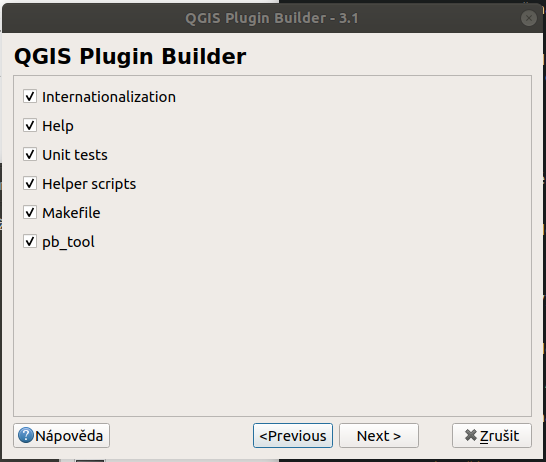 QGIS Plugin Builder - 3.1
QGIS Plugin Builder
Internationalization
Help
Unit tests
Helper scripts
Makefile
pb_tool
Nápověda <Previous Next > Zrušit